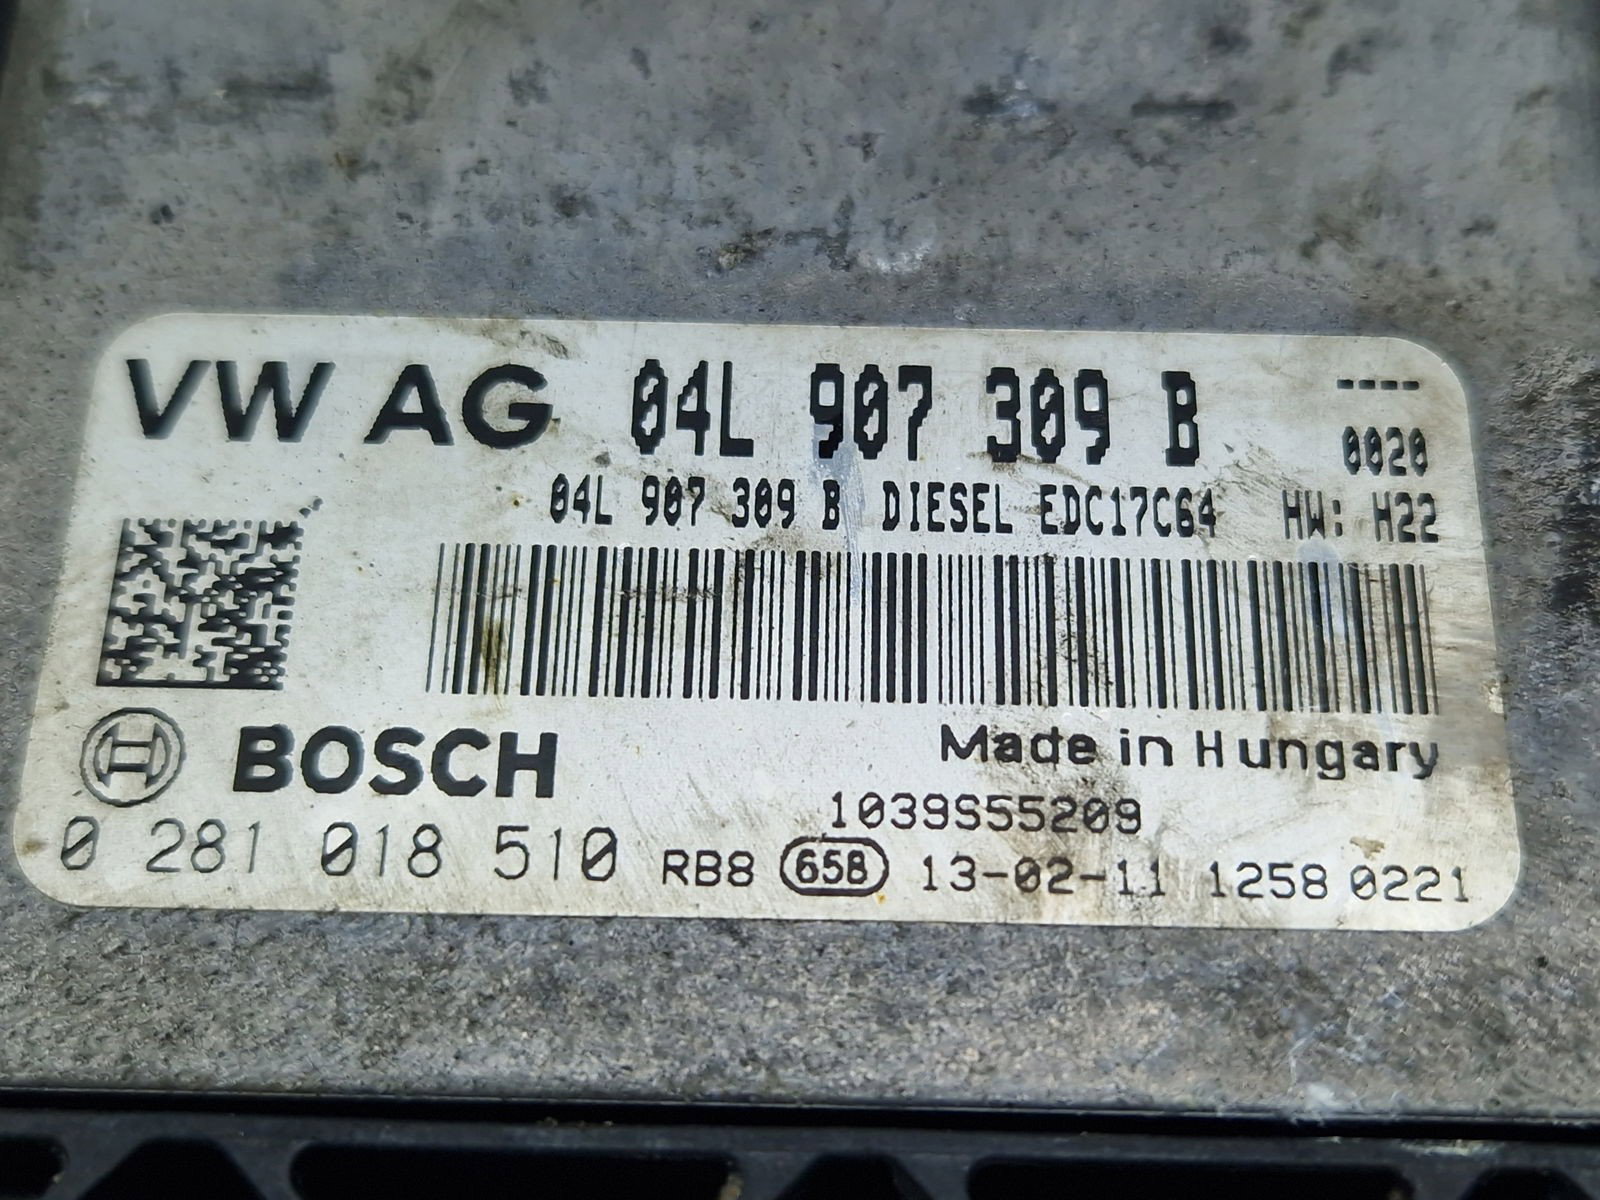 VW AG 04L 907 309 B ----
0020
04L 907 309 B DIESEL EDC17C64 HW: H22
BOSCH Made in Hungary
1039S55209
0 281 018 510 RB8 658 13-02-11 1258 0221